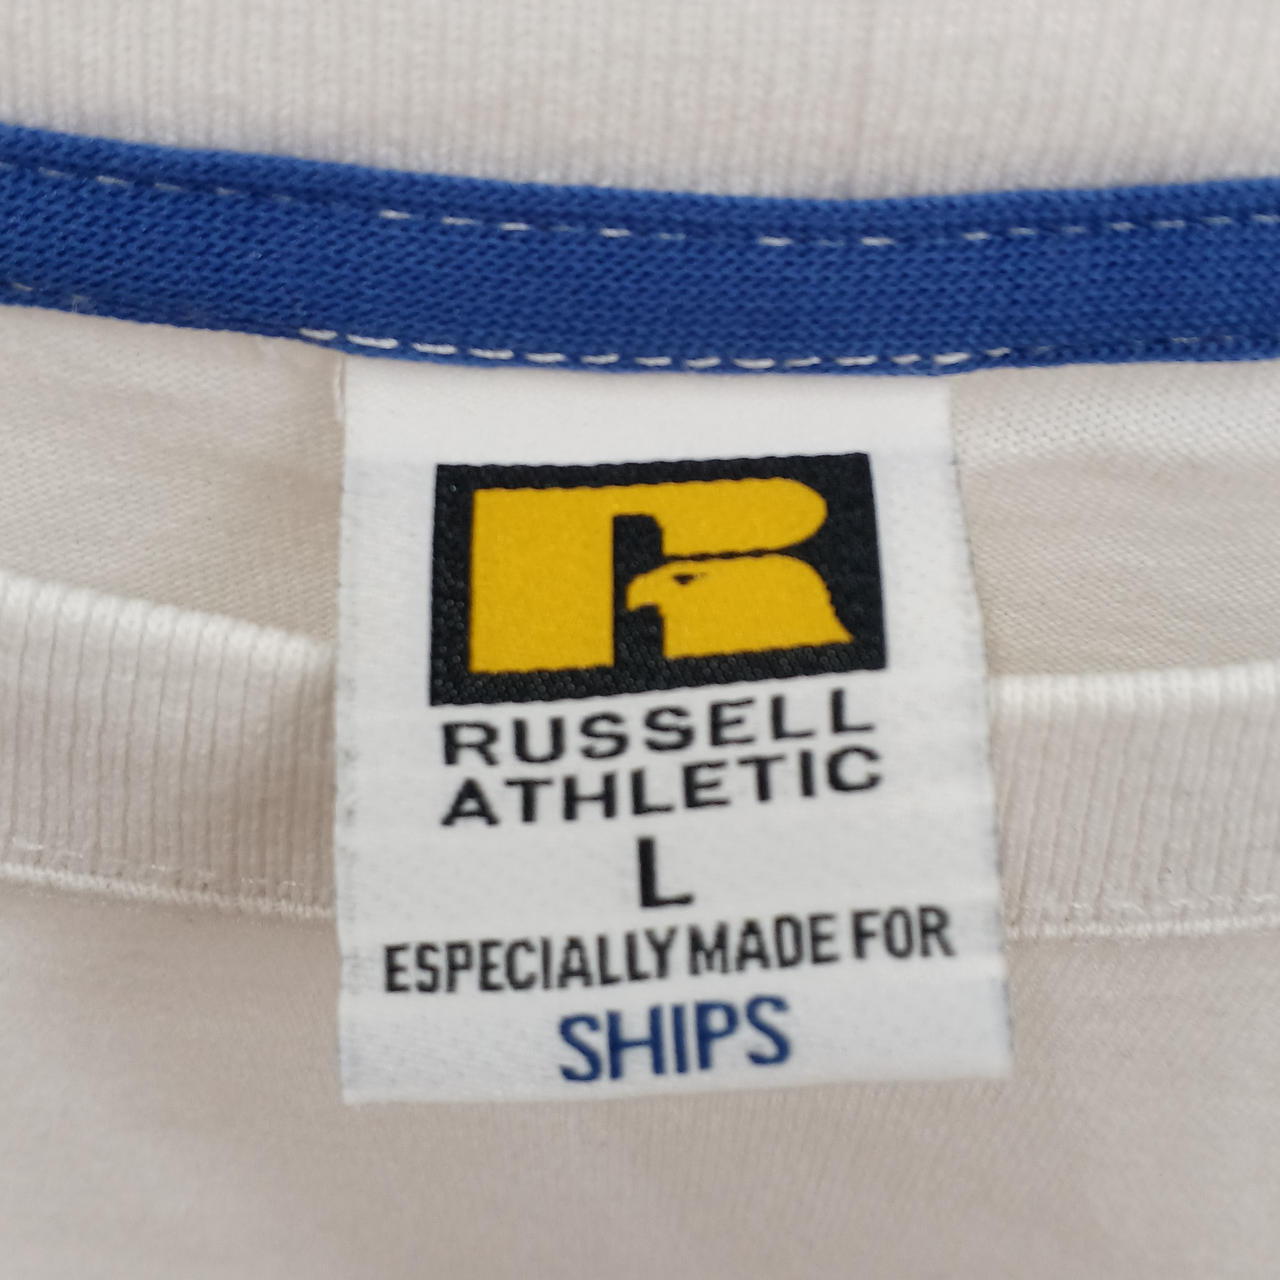 RUSSELL
ATHLETIC
L
ESPECIALLY MADE FOR
SHIPS